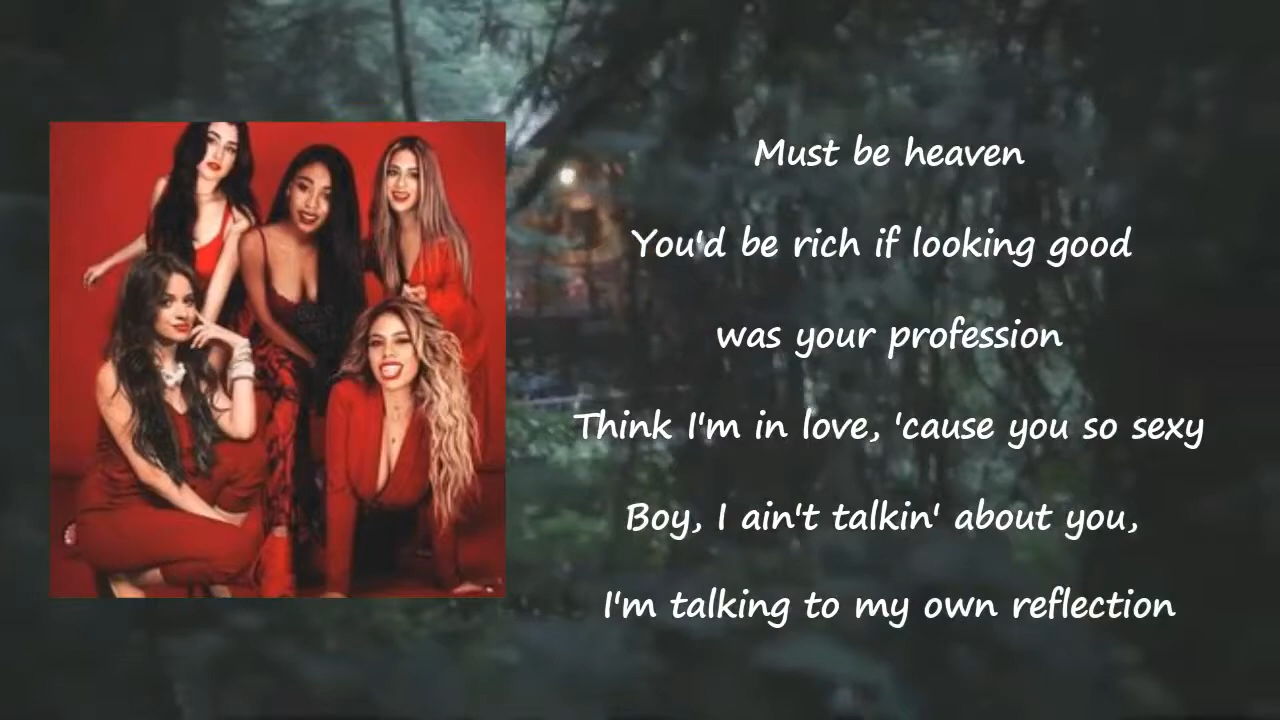 Must be heaven
You'd be rich if looking good
was your profession
Think I'm in love, 'cause you so sexy
Boy, I ain't talkin' about you,
I'm talking to my own reflection